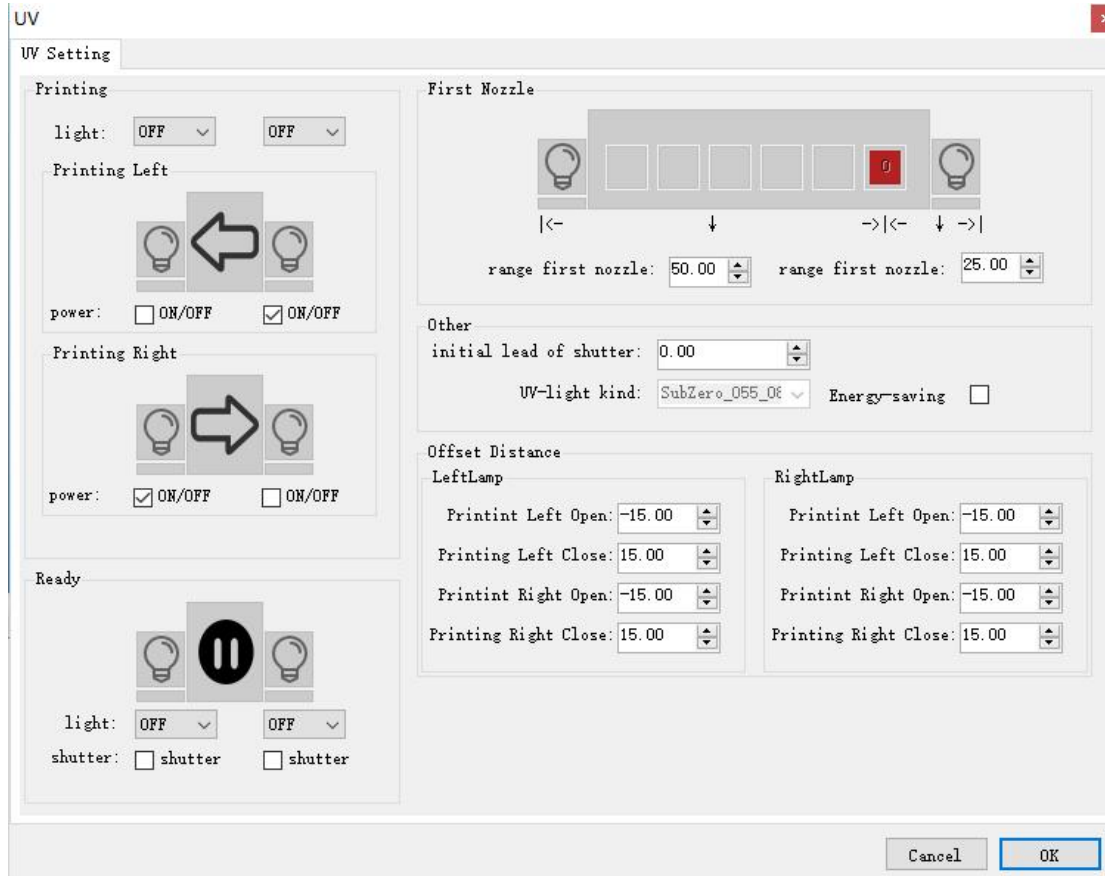 UV
UV Setting
Printing
light: OFF OFF
Printing Left
power: ON/OFF ON/OFF
Printing Right
power: ON/OFF ON/OFF
Ready
light: OFF OFF
shutter: shutter shutter
First Nozzle
0
|<- ↓ ->|<- ↓ ->|
range first nozzle: 50.00 range first nozzle: 25.00
Other
initial lead of shutter: 0.00
UV-light kind: SubZero_055_08 Energy-saving
Offset Distance
LeftLamp
Printint Left Open: -15.00
Printing Left Close: 15.00
Printint Right Open: -15.00
Printing Right Close: 15.00
RightLamp
Printint Left Open: -15.00
Printing Left Close: 15.00
Printint Right Open: -15.00
Printing Right Close: 15.00
Cancel OK